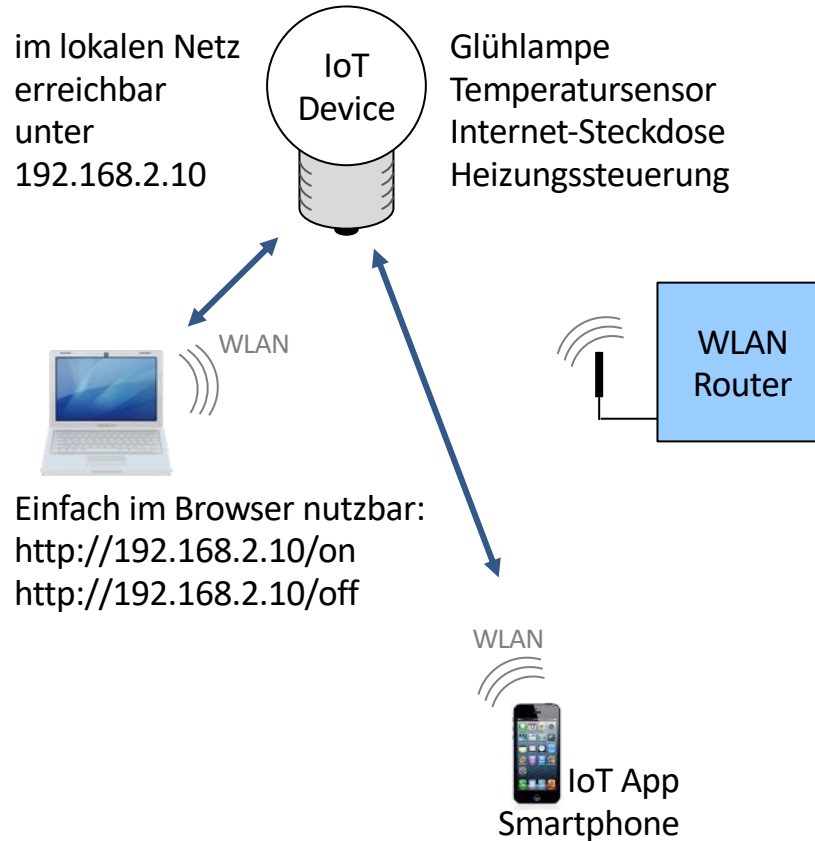 im lokalen Netz
erreichbar
unter
192.168.2.10
IoT
Device
Glühlampe
Temperatursensor
Internet-Steckdose
Heizungssteuerung
WLAN
WLAN
Router
Einfach im Browser nutzbar:
http://192.168.2.10/on
http://192.168.2.10/off
WLAN
IoT App
Smartphone